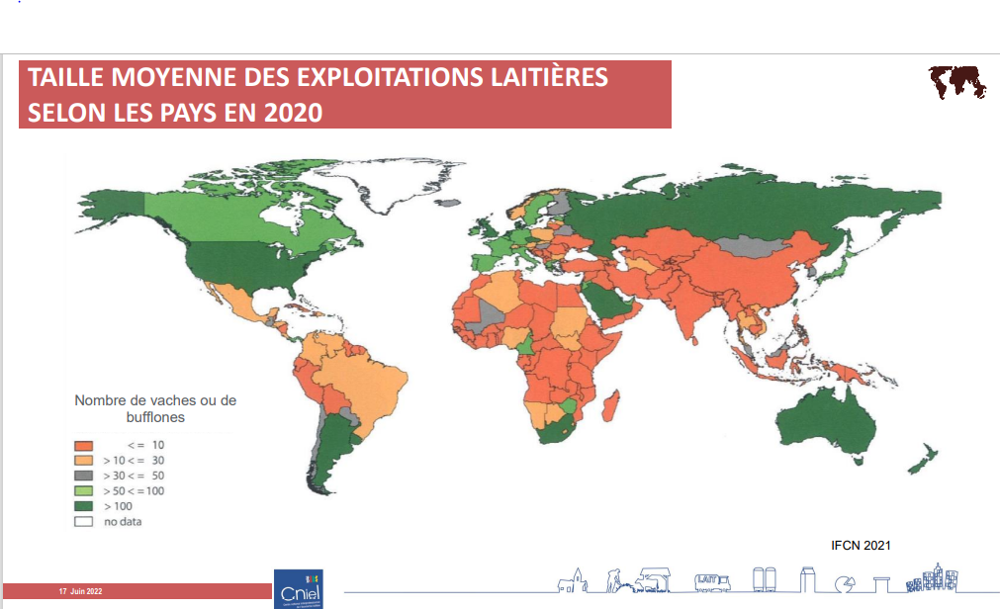 TAILLE MOYENNE DES EXPLOITATIONS LAITIÈRES
SELON LES PAYS EN 2020
Nombre de vaches ou de
bufflones
<= 10
> 10 <= 30
> 30 <= 50
> 50 <= 100
> 100
no data
IFCN 2021
17 Juin 2022
Cniel
LAIT